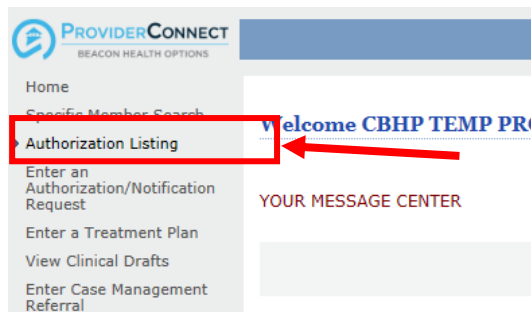 PROVIDERCONNECT
BEACON HEALTH OPTIONS
Home
Specific Member Search
Authorization Listing
Enter an
Authorization/Notification
Request
Enter a Treatment Plan
View Clinical Drafts
Enter Case Management
Referral
Welcome CBHP TEMP PRO
YOUR MESSAGE CENTER